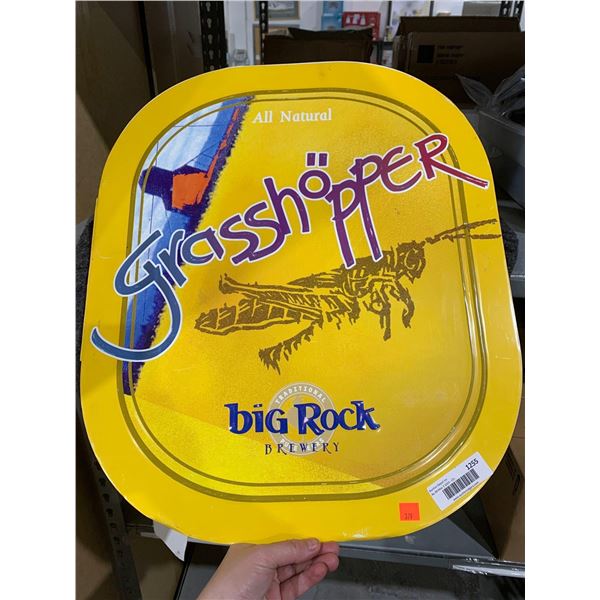 All Natural
Grasshöpper
TRADITIONAL
big Rock
BREWERY
1255